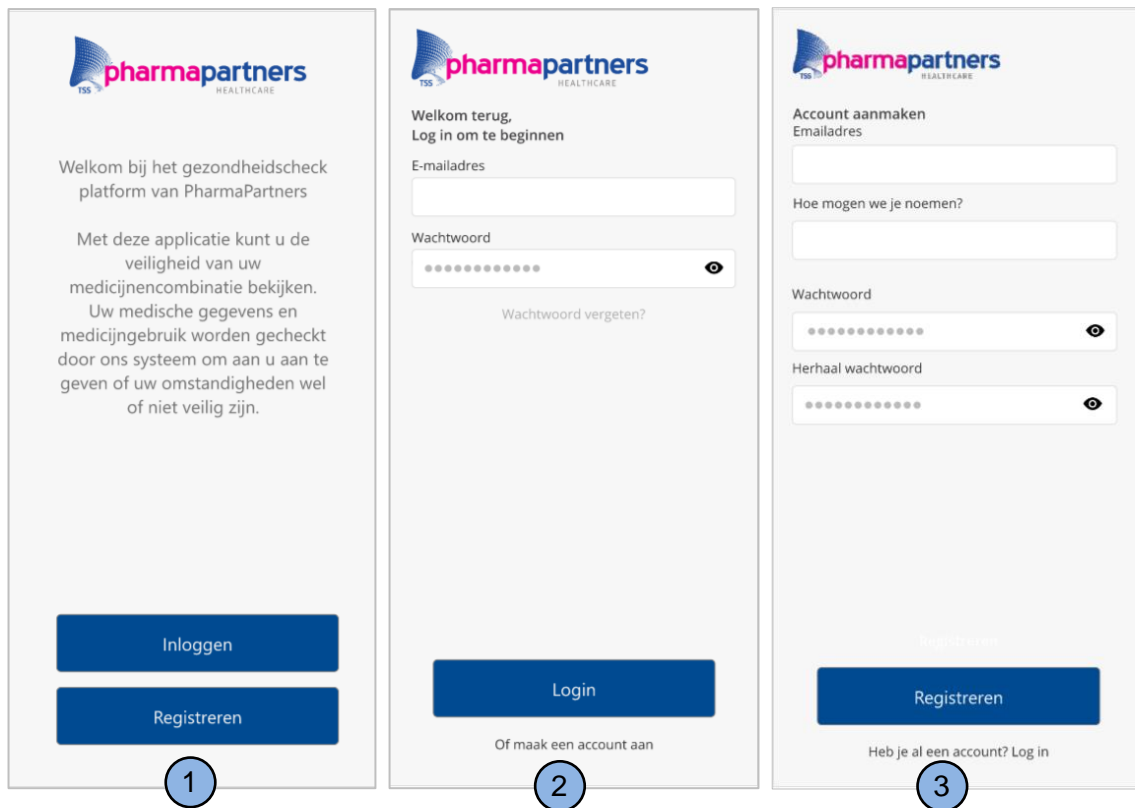 TSS pharmapartners
HEALTHCARE
Welkom bij het gezondheidscheck
platform van PharmaPartners
Met deze applicatie kunt u de
veiligheid van uw
medicijnencombinatie bekijken.
Uw medische gegevens en
medicijngebruik worden gecheckt
door ons systeem om aan u aan te
geven of uw omstandigheden wel
of niet veilig zijn.
Inloggen
Registreren
1
TSS pharmapartners
HEALTHCARE
Welkom terug,
Log in om te beginnen
E-mailadres
Wachtwoord
Wachtwoord vergeten?
Login
Of maak een account aan
2
TSS pharmapartners
HEALTHCARE
Account aanmaken
Emailadres
Hoe mogen we je noemen?
Wachtwoord
Herhaal wachtwoord
Registreren
Registreren
Heb je al een account? Log in
3